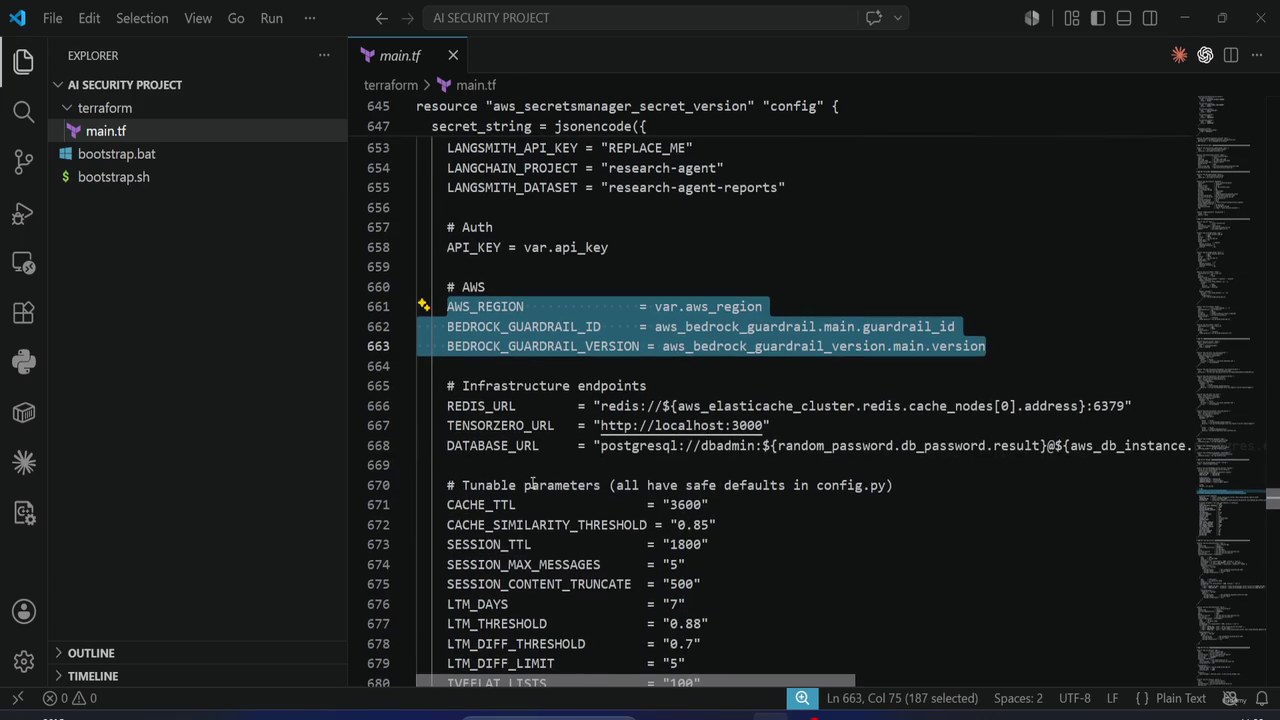 File Edit Selection View Go Run ··· AI SECURITY PROJECT
EXPLORER
AI SECURITY PROJECT
terraform
main.tf
bootstrap.bat
bootstrap.sh
OUTLINE
TIMELINE
main.tf
terraform > main.tf
645 resource "aws_secretsmanager_secret_version" "config" {
647 secret_string = jsonencode({
653 LANGSMITH_API_KEY = "REPLACE_ME"
654 LANGSMITH_PROJECT = "research-agent"
655 LANGSMITH_DATASET = "research-agent-reports"
656
657 # Auth
658 API_KEY = var.api_key
659
660 # AWS
661 AWS_REGION = var.aws_region
662 BEDROCK_GUARDRAIL_ID = aws_bedrock_guardrail.main.guardrail_id
663 BEDROCK_GUARDRAIL_VERSION = aws_bedrock_guardrail_version.main.version
664
665 # Infrastructure endpoints
666 REDIS_URL = "redis://${aws_elasticache_cluster.redis.cache_nodes[0].address}:6379"
667 TENSORZERO_URL = "http://localhost:3000"
668 DATABASE_URL = "postgresql://dbadmin:${random_password.db_password.result}@${aws_db_instance.
669
670 # Tunable parameters (all have safe defaults in config.py)
671 CACHE_TTL = "300"
672 CACHE_SIMILARITY_THRESHOLD = "0.85"
673 SESSION_TTL = "1800"
674 SESSION_MAX_MESSAGES = "5"
675 SESSION_CONTENT_TRUNCATE = "500"
676 LTM_DAYS = "7"
677 LTM_THRESHOLD = "0.88"
678 LTM_DIFF_THRESHOLD = "0.7"
679 LTM_DIFF_LIMIT = "5"
680 IVFFLAT_LISTS = "100"
0 0 Ln 663, Col 75 (187 selected) Spaces: 2 UTF-8 LF { } Plain Text